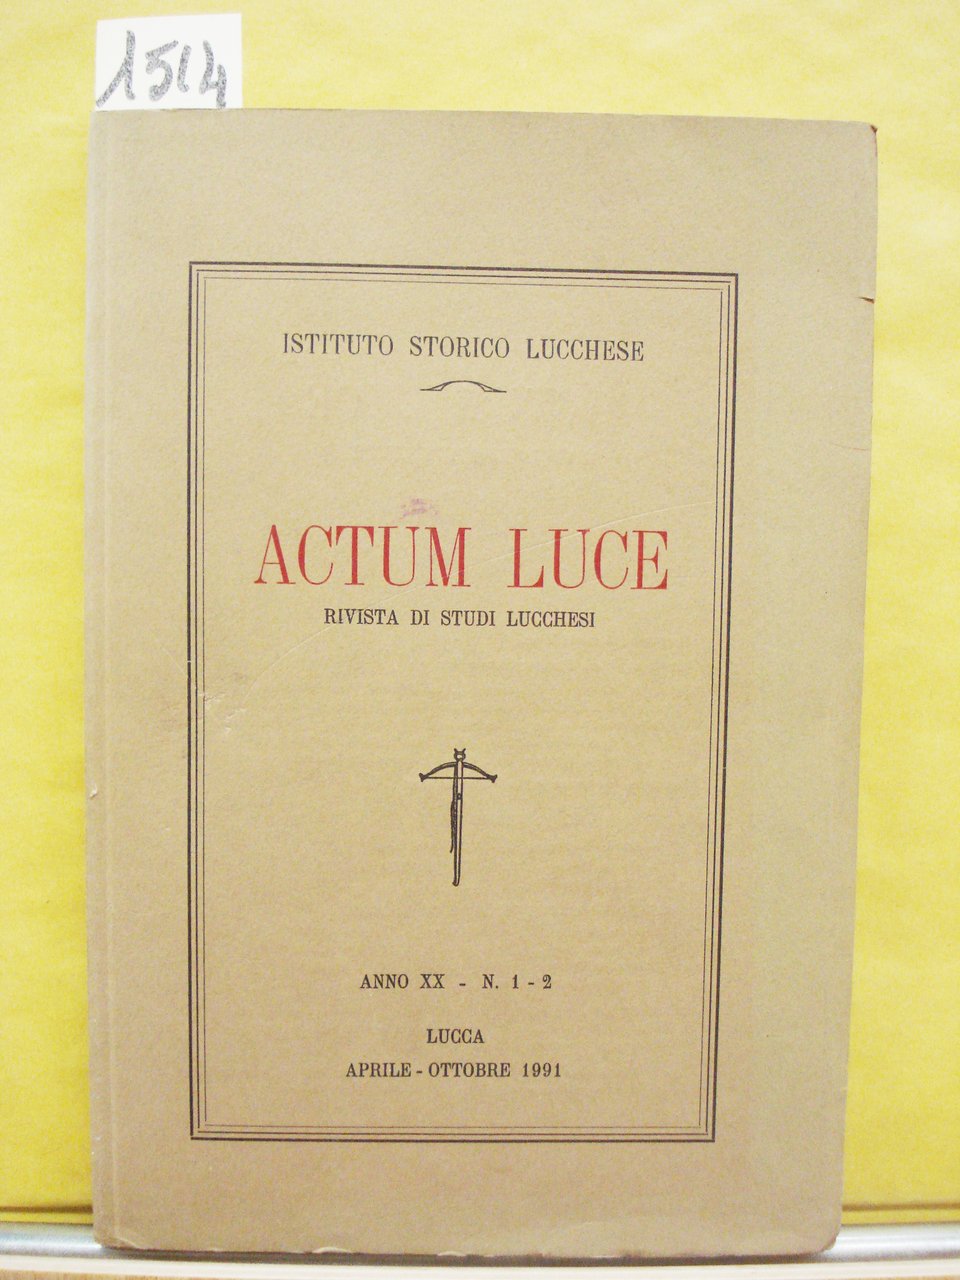 1514
ISTITUTO STORICO LUCCHESE
ACTUM LUCE
RIVISTA DI STUDI LUCCHESI
ANNO XX - N. 1 - 2
LUCCA
APRILE - OTTOBRE 1991